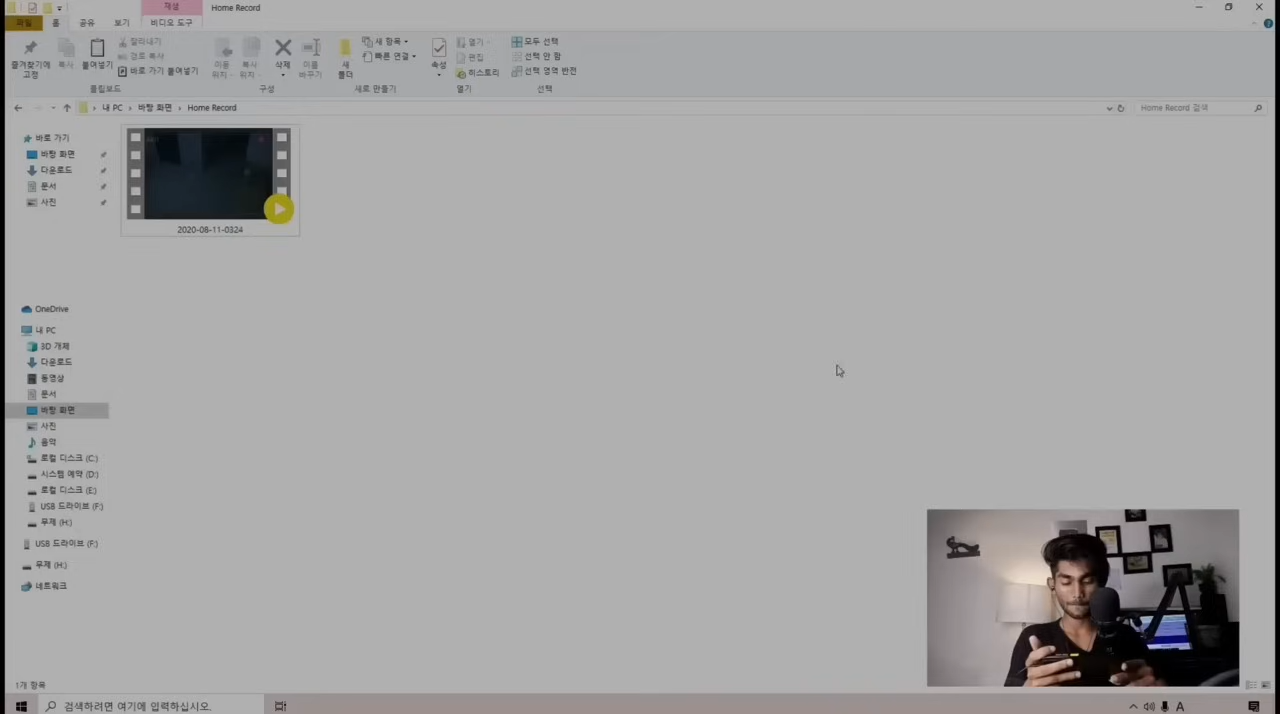 재생
Home Record
파일
홈
공유
보기
비디오 도구
즐겨찾기에 고정
복사
붙여넣기
잘라내기
경로 복사
바로 가기 붙여넣기
클립보드
이동 위치
복사 위치
삭제
이름 바꾸기
구성
새 폴더
새 항목
빠른 연결
새로 만들기
속성
열기
편집
히스토리
열기
모두 선택
선택 안 함
선택 영역 반전
선택
내 PC
바탕 화면
Home Record
Home Record 검색
바로 가기
바탕 화면
다운로드
문서
사진
2020-08-11-0324
OneDrive
내 PC
3D 개체
다운로드
동영상
문서
바탕 화면
사진
음악
로컬 디스크 (C:)
시스템 예약 (D:)
로컬 디스크 (E:)
USB 드라이브 (F:)
무제 (H:)
USB 드라이브 (F:)
무제 (H:)
네트워크
1개 항목
검색하려면 여기에 입력하십시오.
A